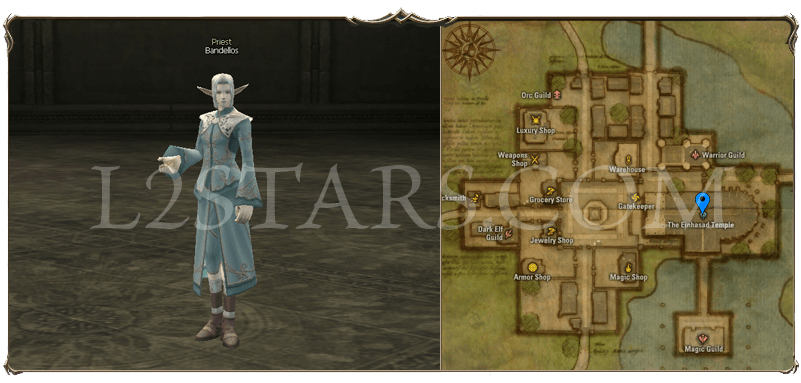 Priest
Bandellos
L2STARS.COM
Orc Guild
Luxury Shop
Weapons
Shop
Warehouse
Warrior Guild
cksmith
Grocery Store
Gatekeeper
The Einhasad Temple
Dark Elf
Guild
Jewelry Shop
Armor Shop
Magic Shop
Magic Guild